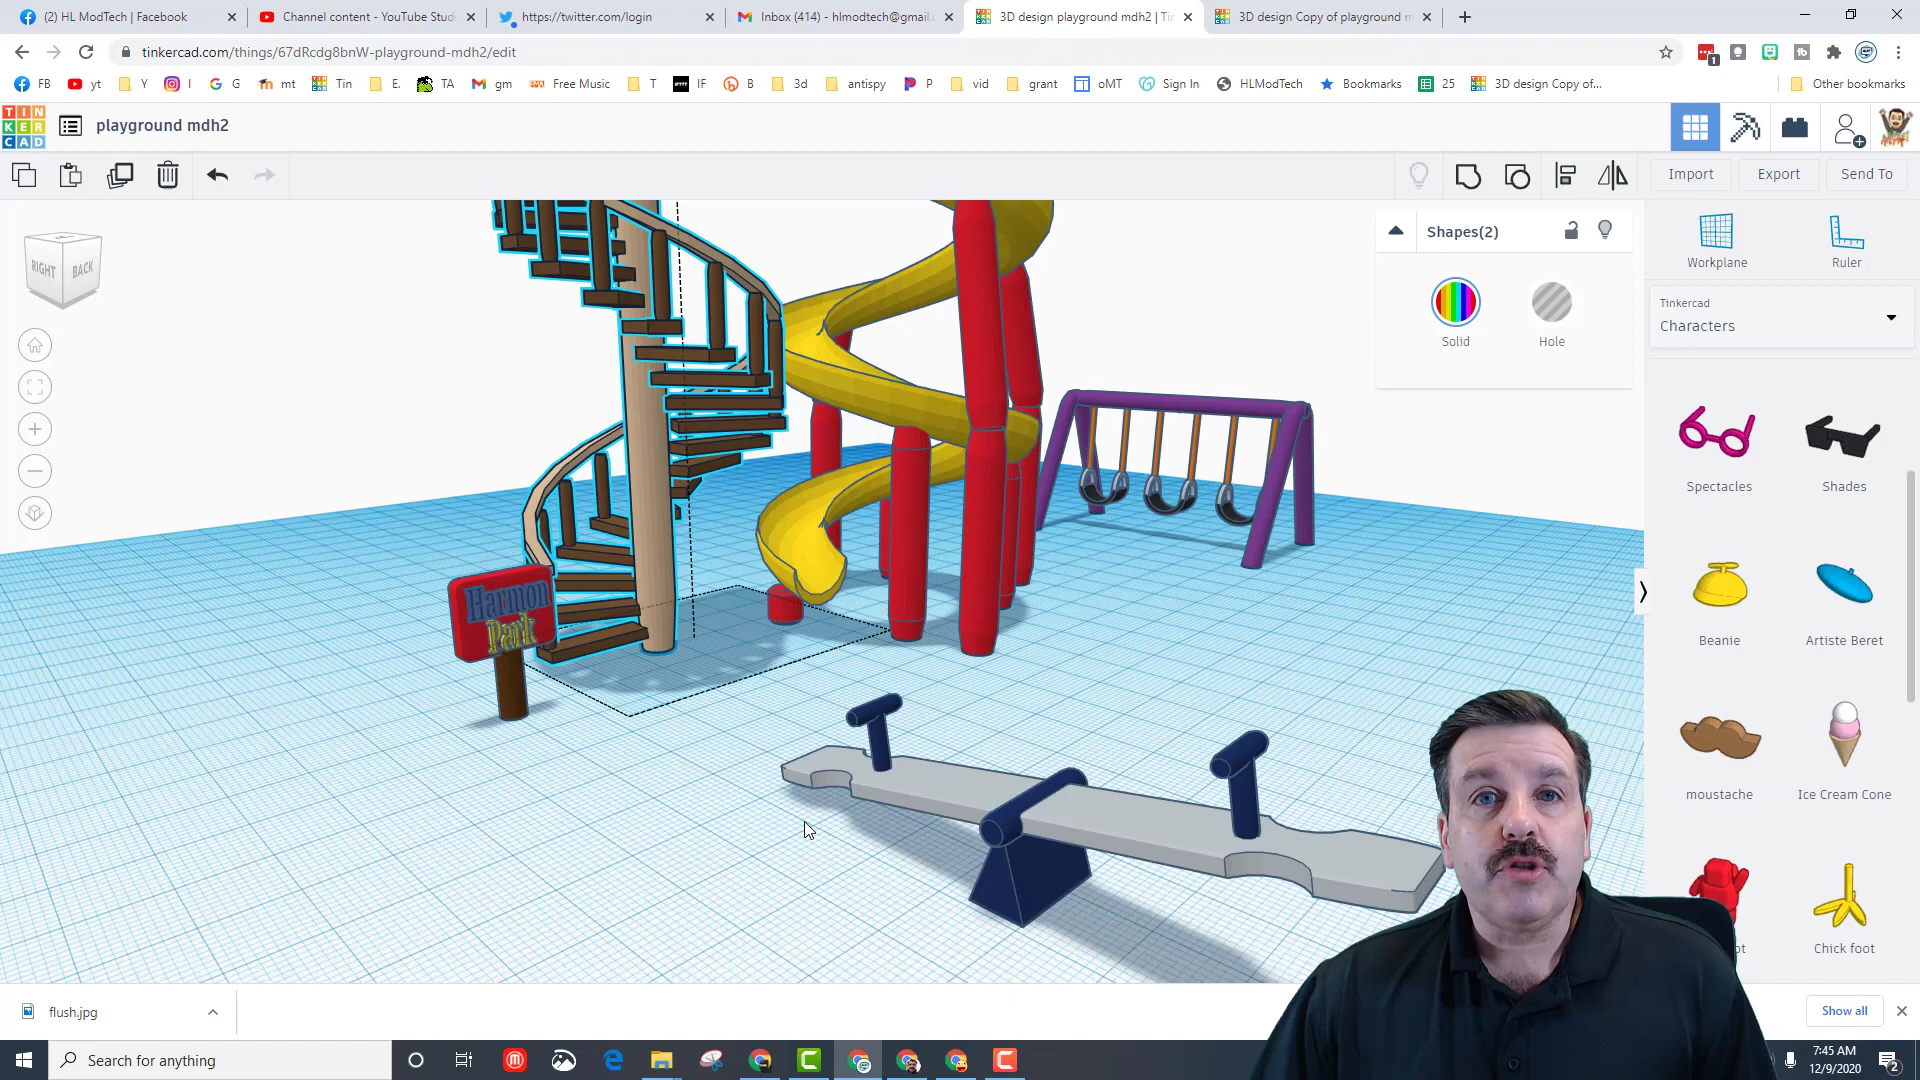 (2) HL ModTech | Facebook
Channel content - YouTube Stud
https://twitter.com/login
Inbox (414) - hlmodtech@gmail.c
3D design playground mdh2 | Ti
3D design Copy of playground m
tinkercad.com/things/67dRcdg8bnW-playground-mdh2/edit
1
FB
yt
Y
I
G
mt
Tin
E.
TA
gm
Free Music
T
IF
B
3d
antispy
P
vid
grant
oMT
Sign In
HLModTech
Bookmarks
25
3D design Copy of...
Other bookmarks
TIN
KER
CAD
playground mdh2
Import
Export
Send To
RIGHT
BACK
Shapes(2)
Solid
Hole
Workplane
Ruler
Tinkercad
Characters
Spectacles
Shades
Beanie
Artiste Beret
moustache
Ice Cream Cone
Chick foot
Harmon
Park
flush.jpg
Show all
Search for anything
7:45 AM
12/9/2020
2